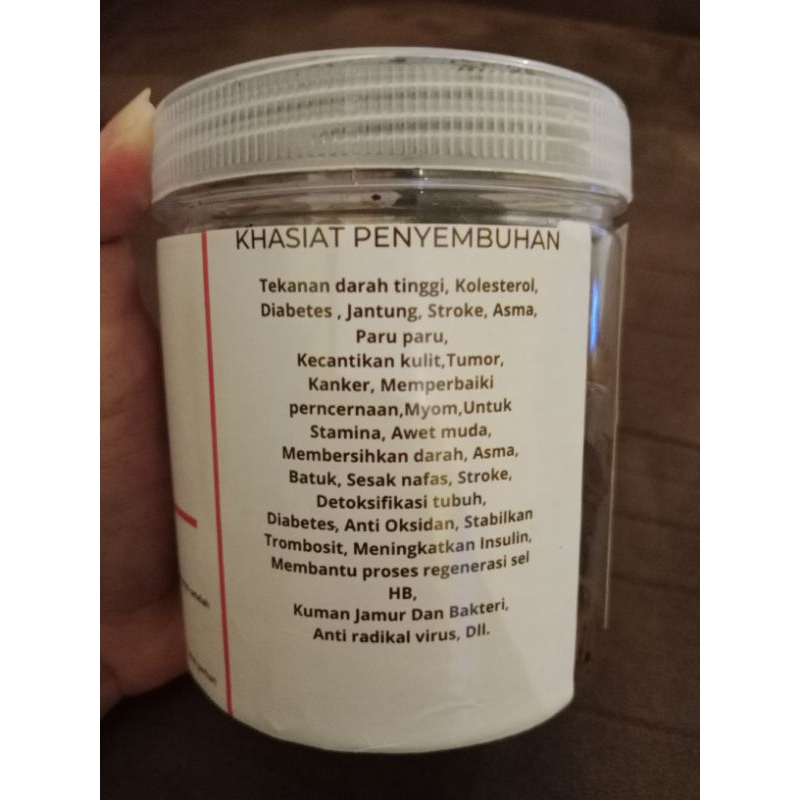 KHASIAT PENYEMBUHAN
Tekanan darah tinggi, Kolesterol,
Diabetes , Jantung, Stroke, Asma,
Paru paru,
Kecantikan kulit,Tumor,
Kanker, Memperbaiki
perncernaan,Myom,Untuk
Stamina, Awet muda,
Membersihkan darah, Asma,
Batuk, Sesak nafas, Stroke,
Detoksifikasi tubuh,
Diabetes, Anti Oksidan, Stabilkan
Trombosit, Meningkatkan Insulin,
Membantu proses regenerasi sel
HB,
Kuman Jamur Dan Bakteri,
Anti radikal virus, Dll.